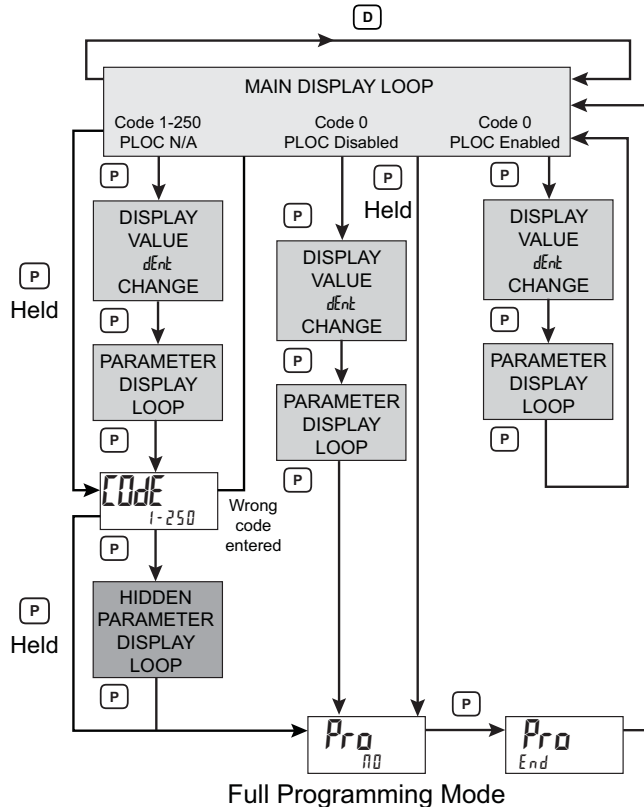 D
MAIN DISPLAY LOOP
Code 1-250
PLOC N/A
Code 0
PLOC Disabled
Code 0
PLOC Enabled
P
P
Held
P
P
P
Held
DISPLAY
VALUE
dEnt
CHANGE
DISPLAY
VALUE
dEnt
CHANGE
DISPLAY
VALUE
dEnt
CHANGE
P
P
P
PARAMETER
DISPLAY
LOOP
PARAMETER
DISPLAY
LOOP
PARAMETER
DISPLAY
LOOP
P
P
P
COdE
1-250
Wrong
code
entered
P
P
Held
HIDDEN
PARAMETER
DISPLAY
LOOP
P
P
Pro
NO
Pro
End
Full Programming Mode